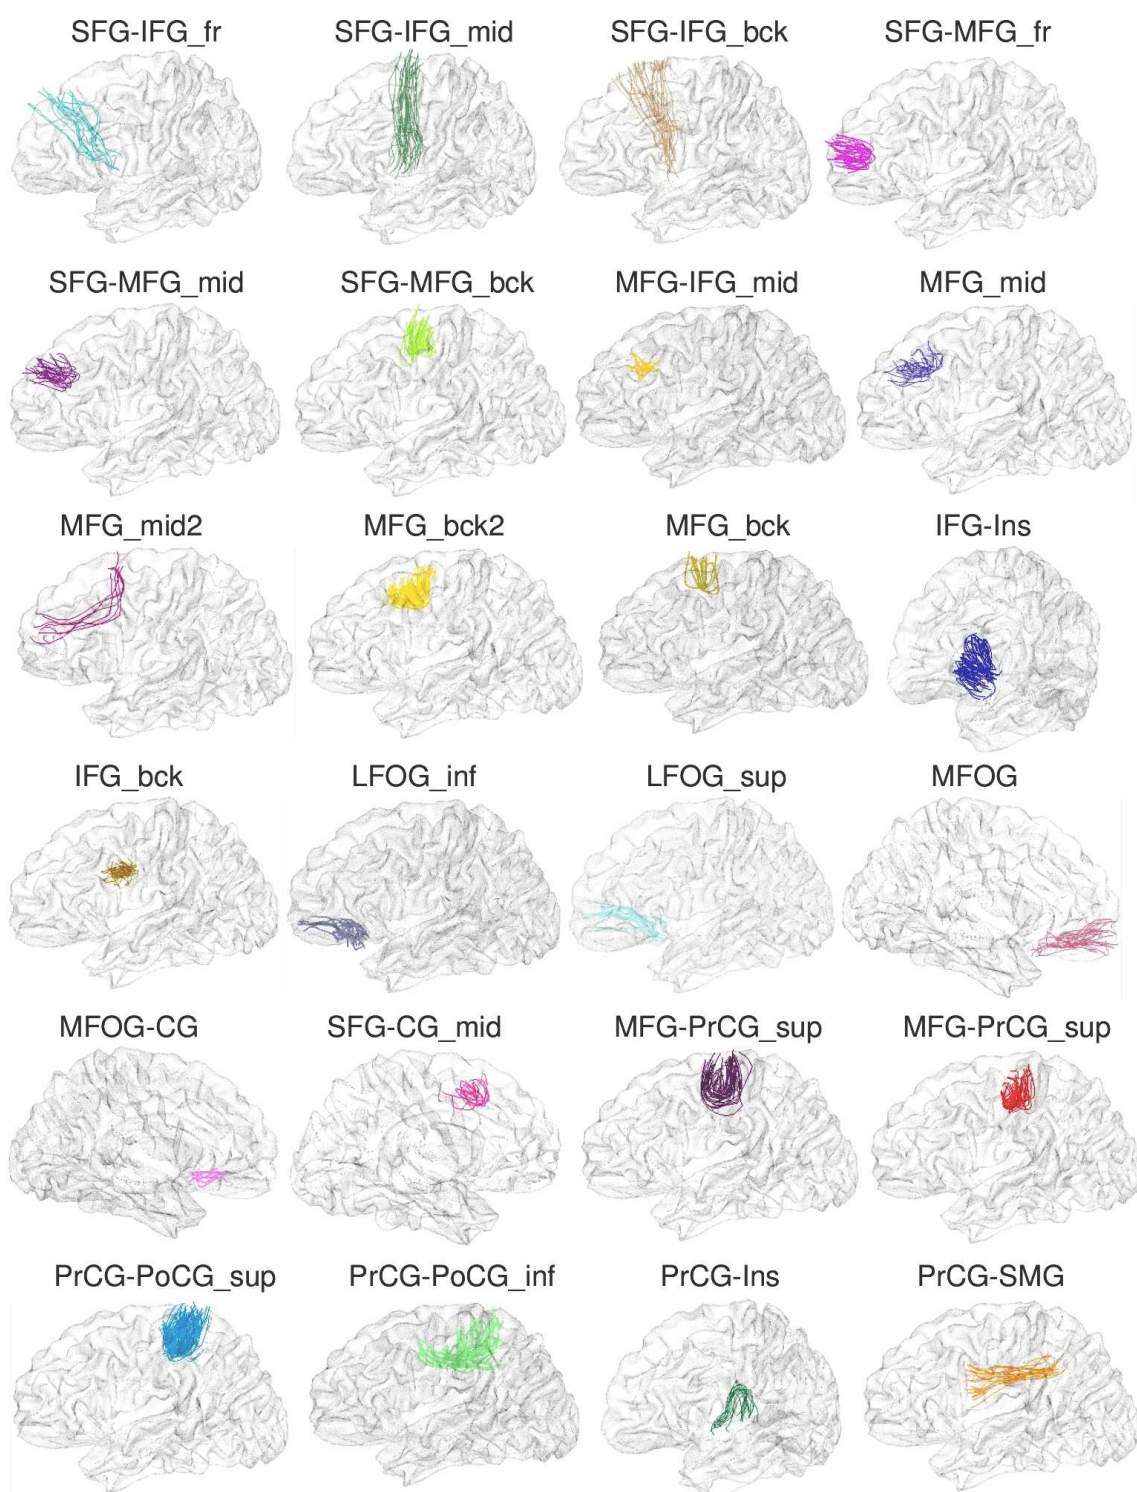 SFG-IFG_fr SFG-IFG_mid SFG-IFG_bck SFG-MFG_fr
SFG-MFG_mid SFG-MFG_bck MFG-IFG_mid MFG_mid
MFG_mid2 MFG_bck2 MFG_bck IFG-Ins
IFG_bck LFOG_inf LFOG_sup MFOG
MFOG-CG SFG-CG_mid MFG-PrCG_sup MFG-PrCG_sup
PrCG-PoCG_sup PrCG-PoCG_inf PrCG-Ins PrCG-SMG